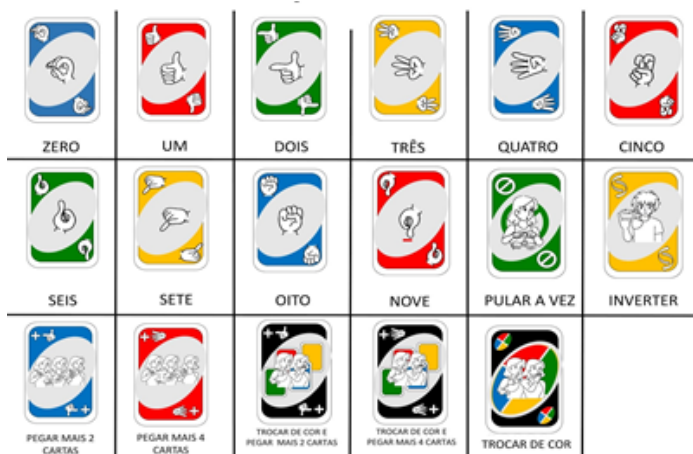 ZERO
UM
DOIS
TRÊS
QUATRO
CINCO
SEIS
SETE
OITO
NOVE
PULAR A VEZ
INVERTER
PEGAR MAIS 2
CARTAS
PEGAR MAIS 4
CARTAS
TROCAR DE COR E
PEGAR MAIS 2 CARTAS
TROCAR DE COR E
PEGAR MAIS 4 CARTAS
TROCAR DE COR